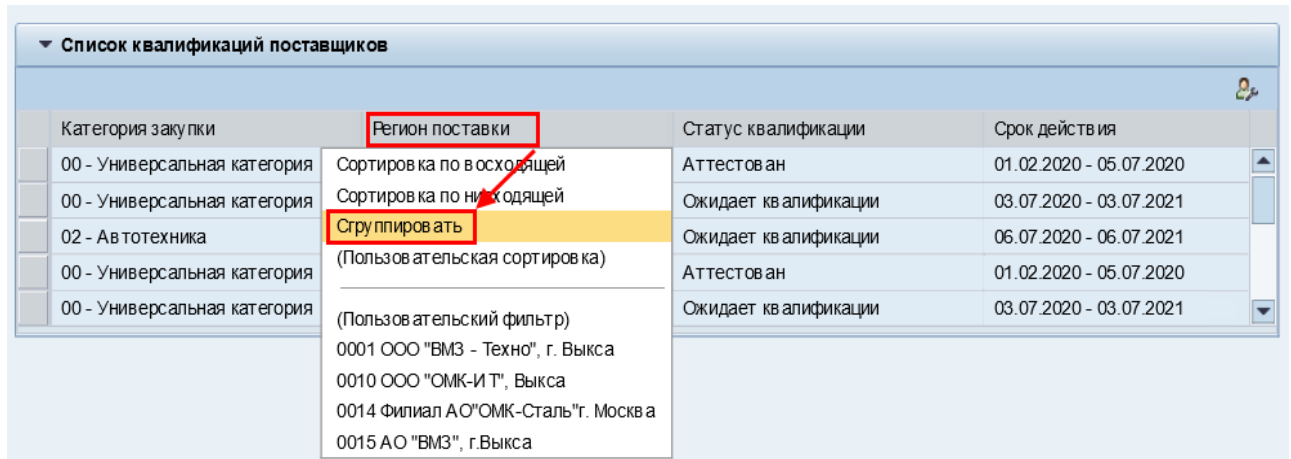 Список квалификаций поставщиков
Категория закупки Регион поставки Статус квалификации Срок действия
00 - Универсальная категория Сортировка по восходящей Аттестован 01.02.2020 - 05.07.2020
00 - Универсальная категория Сортировка по нисходящей Ожидает квалификации 03.07.2020 - 03.07.2021
02 - Автотехника Сгруппировать Ожидает квалификации 06.07.2020 - 06.07.2021
00 - Универсальная категория (Пользовательская сортировка) Аттестован 01.02.2020 - 05.07.2020
00 - Универсальная категория (Пользовательский фильтр) Ожидает квалификации 03.07.2020 - 03.07.2021
0001 ООО "ВМЗ - Техно", г. Выкса
0010 ООО "ОМК-ИТ", Выкса
0014 Филиал АО"ОМК-Сталь"г. Москва
0015 АО "ВМЗ", г.Выкса